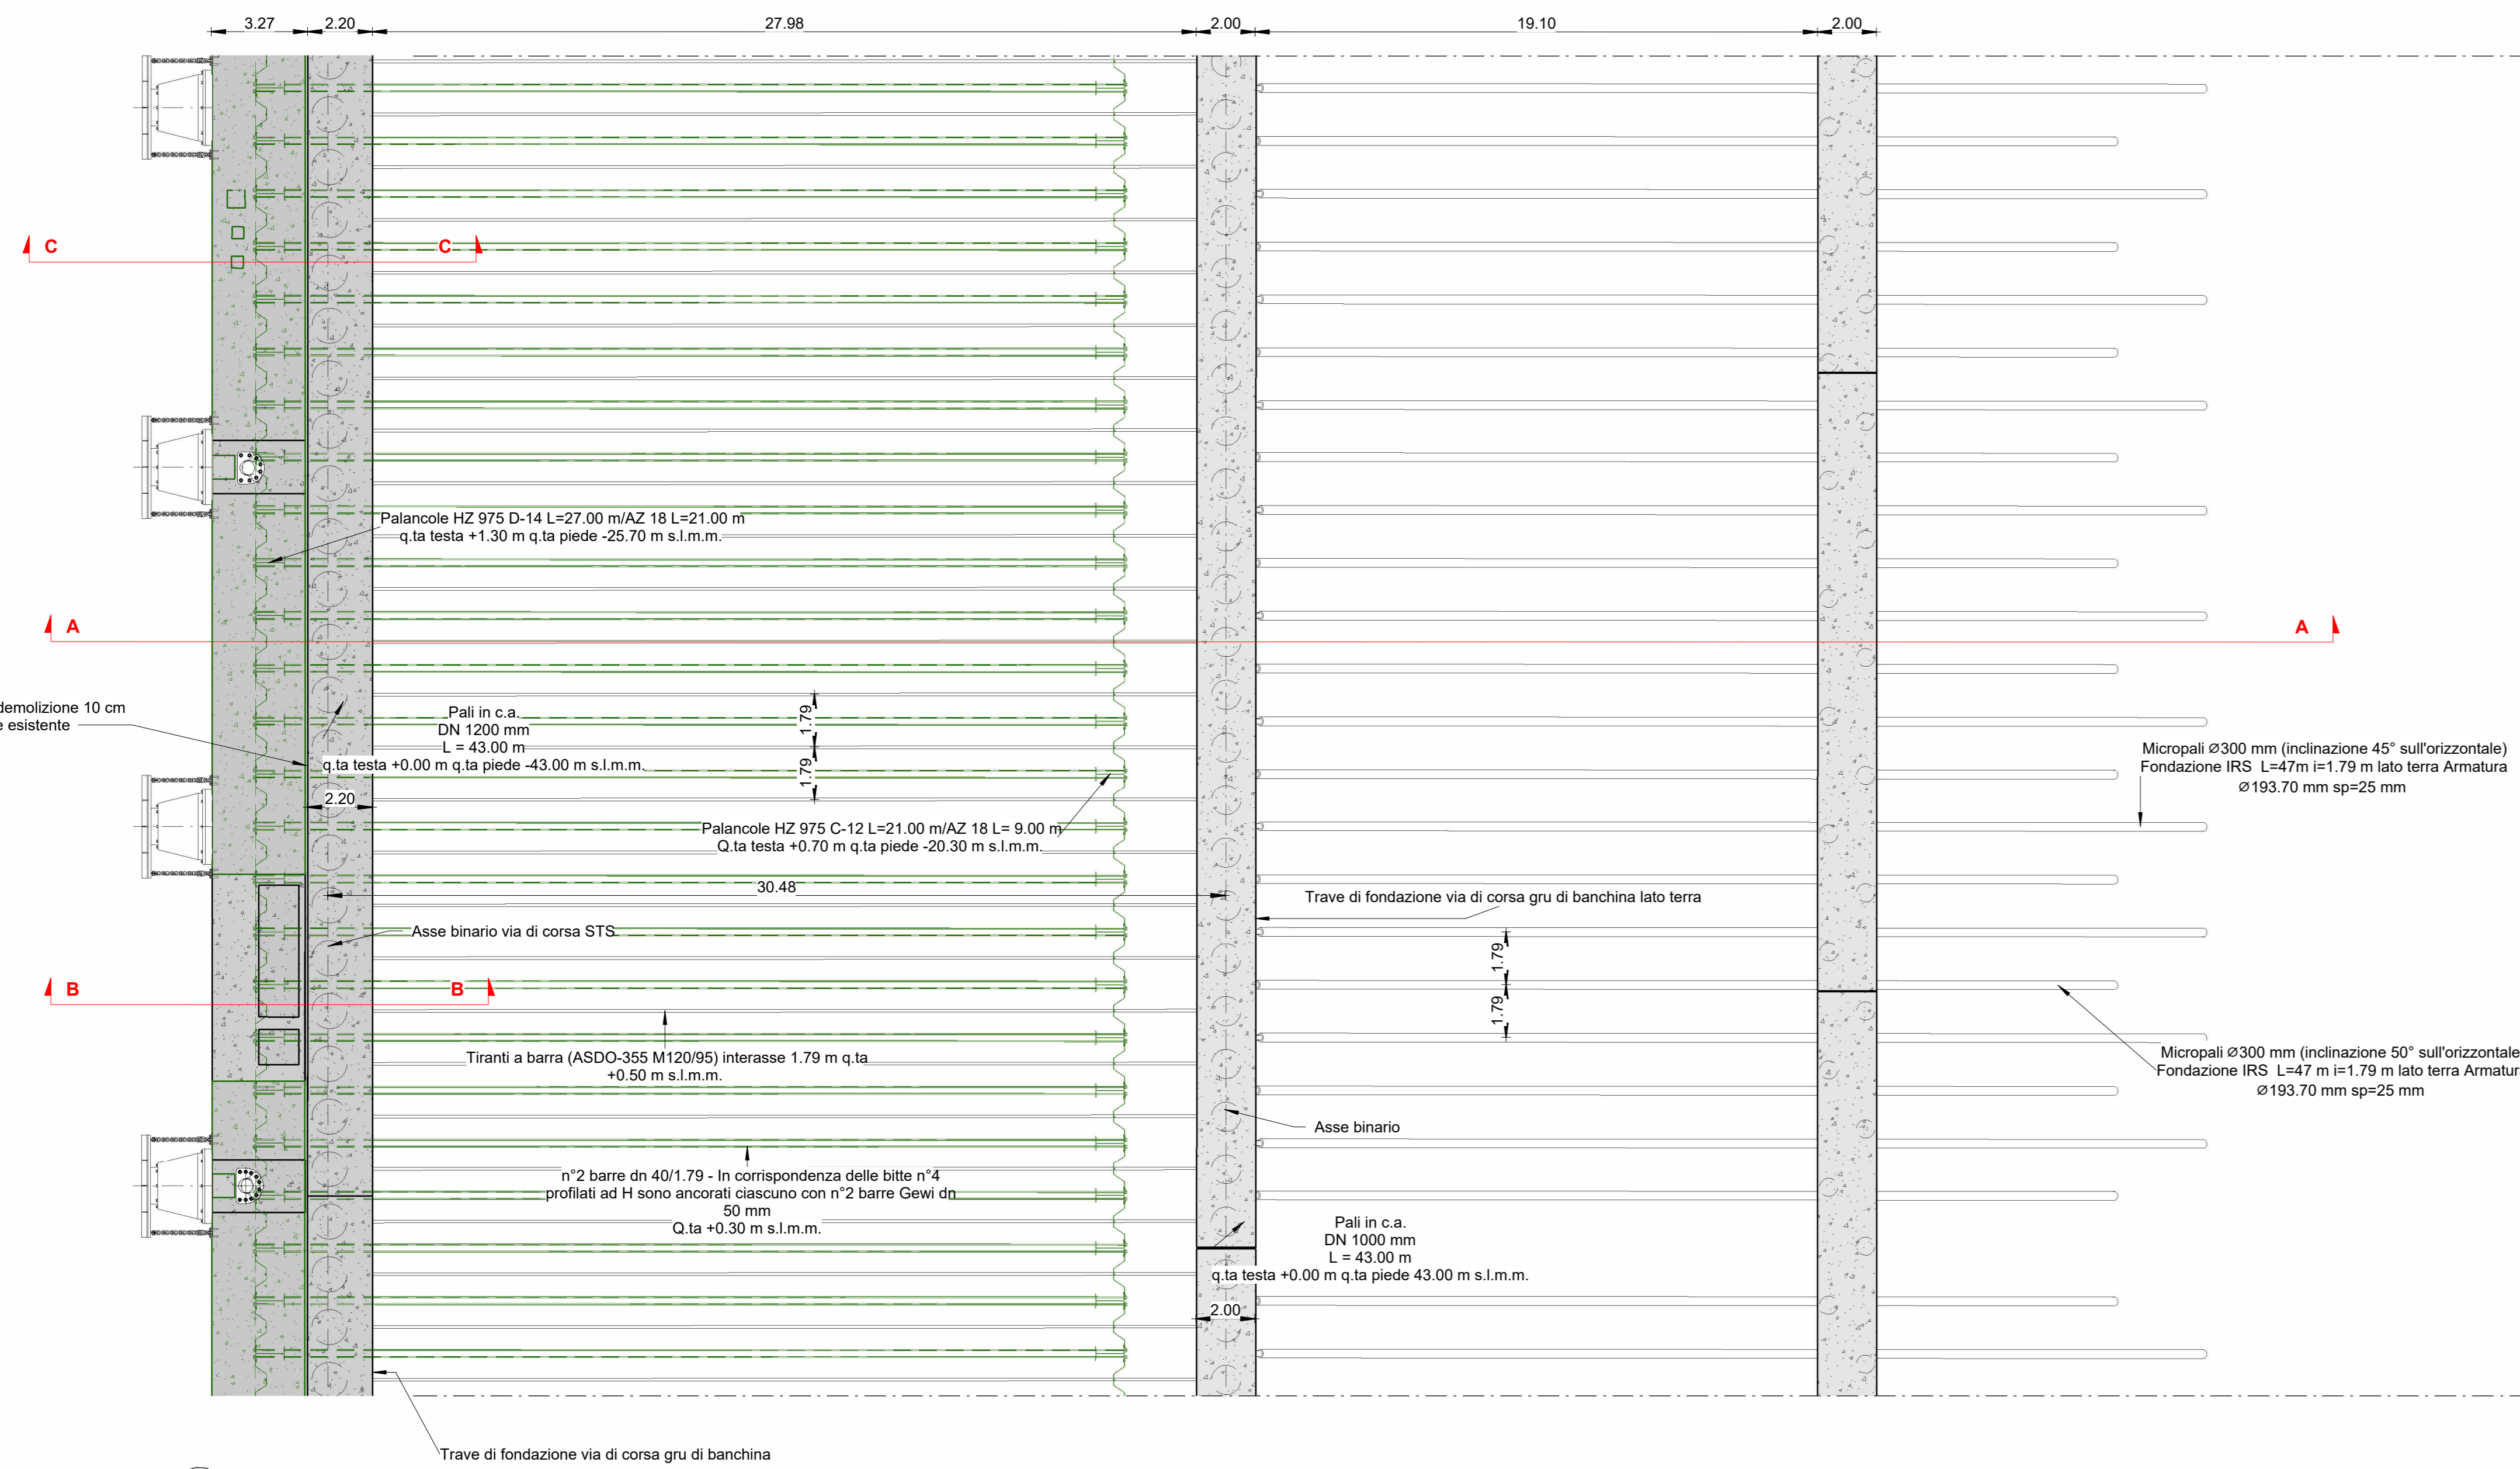 3.27
2.20
27.98
2.00
19.10
2.00
C
C
Palancole HZ 975 D-14 L=27.00 m/AZ 18 L=21.00 m
q.ta testa +1.30 m q.ta piede -25.70 m s.l.m.m.
A
A
demolizione 10 cm
e esistente
Pali in c.a.
DN 1200 mm
L = 43.00 m
q.ta testa +0.00 m q.ta piede -43.00 m s.l.m.m.
1.79
1.79
2.20
Micropali Ø300 mm (inclinazione 45° sull'orizzontale)
Fondazione IRS L=47m i=1.79 m lato terra Armatura
Ø193.70 mm sp=25 mm
Palancole HZ 975 C-12 L=21.00 m/AZ 18 L= 9.00 m
Q.ta testa +0.70 m q.ta piede -20.30 m s.l.m.m.
30.48
Trave di fondazione via di corsa gru di banchina lato terra
Asse binario via di corsa STS
1.79
1.79
B
B
Tiranti a barra (ASDO-355 M120/95) interasse 1.79 m q.ta
+0.50 m s.l.m.m.
Micropali Ø300 mm (inclinazione 50° sull'orizzontale
Fondazione IRS L=47 m i=1.79 m lato terra Armatur
Ø193.70 mm sp=25 mm
Asse binario
n°2 barre dn 40/1.79 - In corrispondenza delle bitte n°4
profilati ad H sono ancorati ciascuno con n°2 barre Gewi dn
50 mm
Q.ta +0.30 m s.l.m.m.
Pali in c.a.
DN 1000 mm
L = 43.00 m
q.ta testa +0.00 m q.ta piede 43.00 m s.l.m.m.
2.00
Trave di fondazione via di corsa gru di banchina